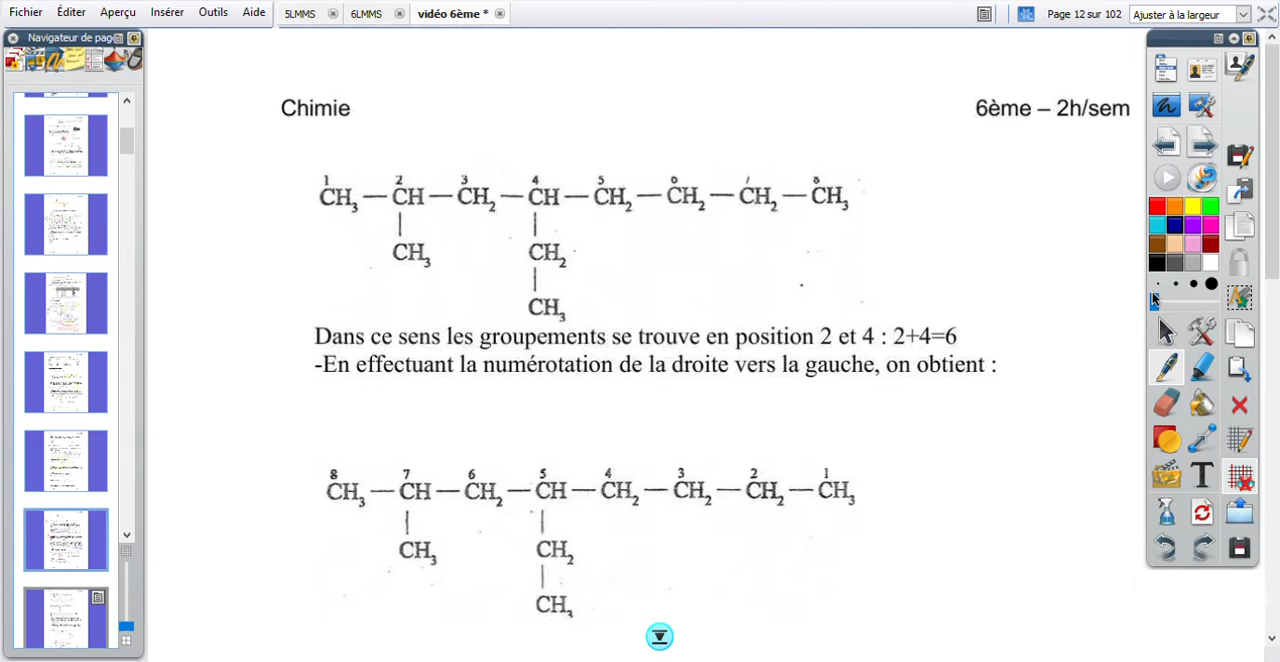 Fichier Éditer Aperçu Insérer Outils Aide 5LMMS 6LMMS vidéo 6ème * Page 12 sur 102 Ajuster à la largeur
Navigateur de pag
Chimie 6ème – 2h/sem
1 2 3 4 5 6 7 8
CH3 — CH — CH2 — CH — CH2 — CH2 — CH2 — CH3
CH3 CH2
CH3
Dans ce sens les groupements se trouve en position 2 et 4 : 2+4=6
-En effectuant la numérotation de la droite vers la gauche, on obtient :
8 7 6 5 4 3 2 1
CH3 — CH — CH2 — CH — CH2 — CH2 — CH2 — CH3
CH3 CH2
CH3